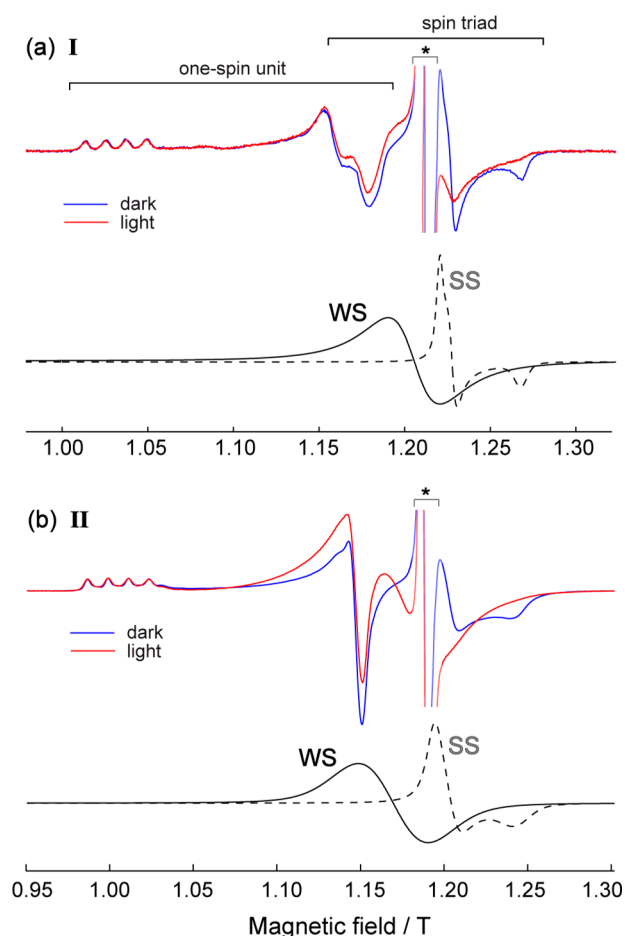 spin triad
(a) I
*
one-spin unit
dark
light
SS
WS
1.00 1.05 1.10 1.15 1.20 1.25 1.30
(b) II
*
dark
light
SS
WS
0.95 1.00 1.10 1.15 1.15 1.20 1.25 1.30
Magnetic field / T